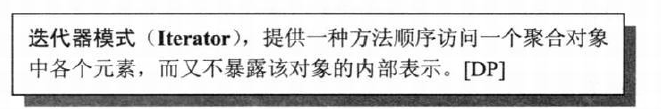 迭代器模式（Iterator），提供一种方法顺序访问一个聚合对象
中各个元素，而又不暴露该对象的内部表示。[DP]